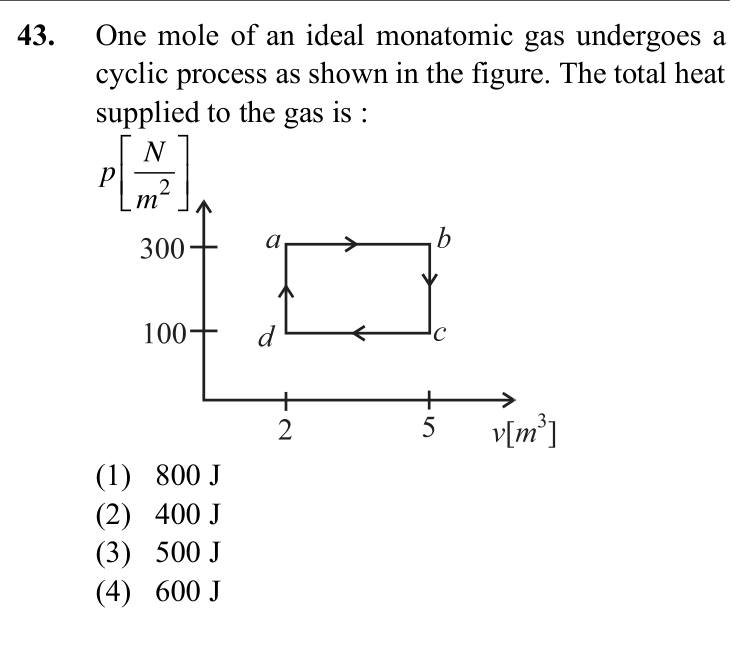 43. One mole of an ideal monatomic gas undergoes a
cyclic process as shown in the figure. The total heat
supplied to the gas is :
p[N/m²]
300
a
b
100
d
c
2
5
v[m³]
(1) 800 J
(2) 400 J
(3) 500 J
(4) 600 J